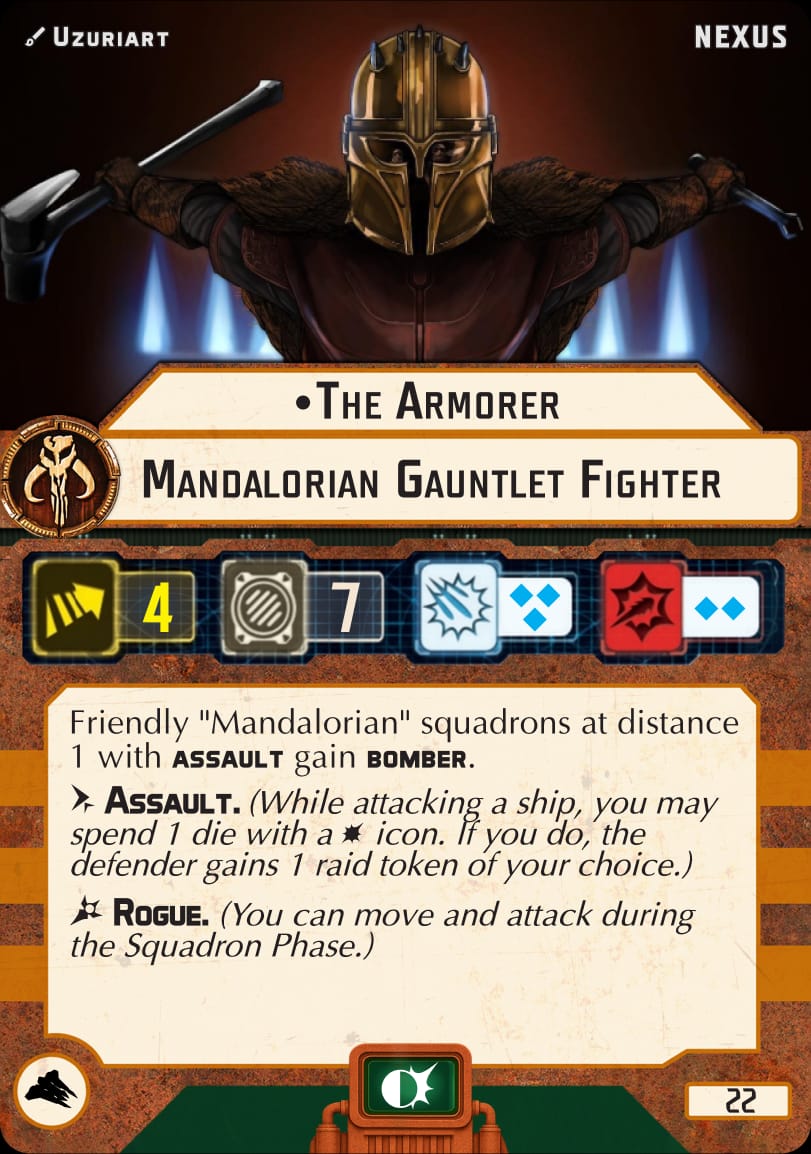 Uzuriart
NEXUS
•The Armorer
Mandalorian Gauntlet Fighter
4
7
Friendly "Mandalorian" squadrons at distance
1 with ASSAULT gain BOMBER.
Assault. (While attacking a ship, you may
spend 1 die with a icon. If you do, the
defender gains 1 raid token of your choice.)
Rogue. (You can move and attack during
the Squadron Phase.)
22